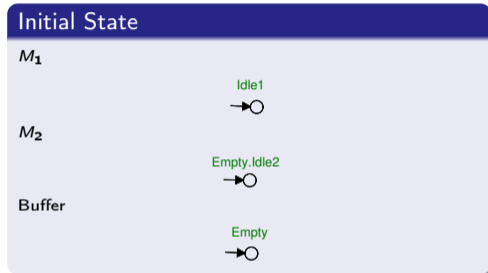 Initial State
M₁
Idle1
M₂
Empty.Idle2
Buffer
Empty